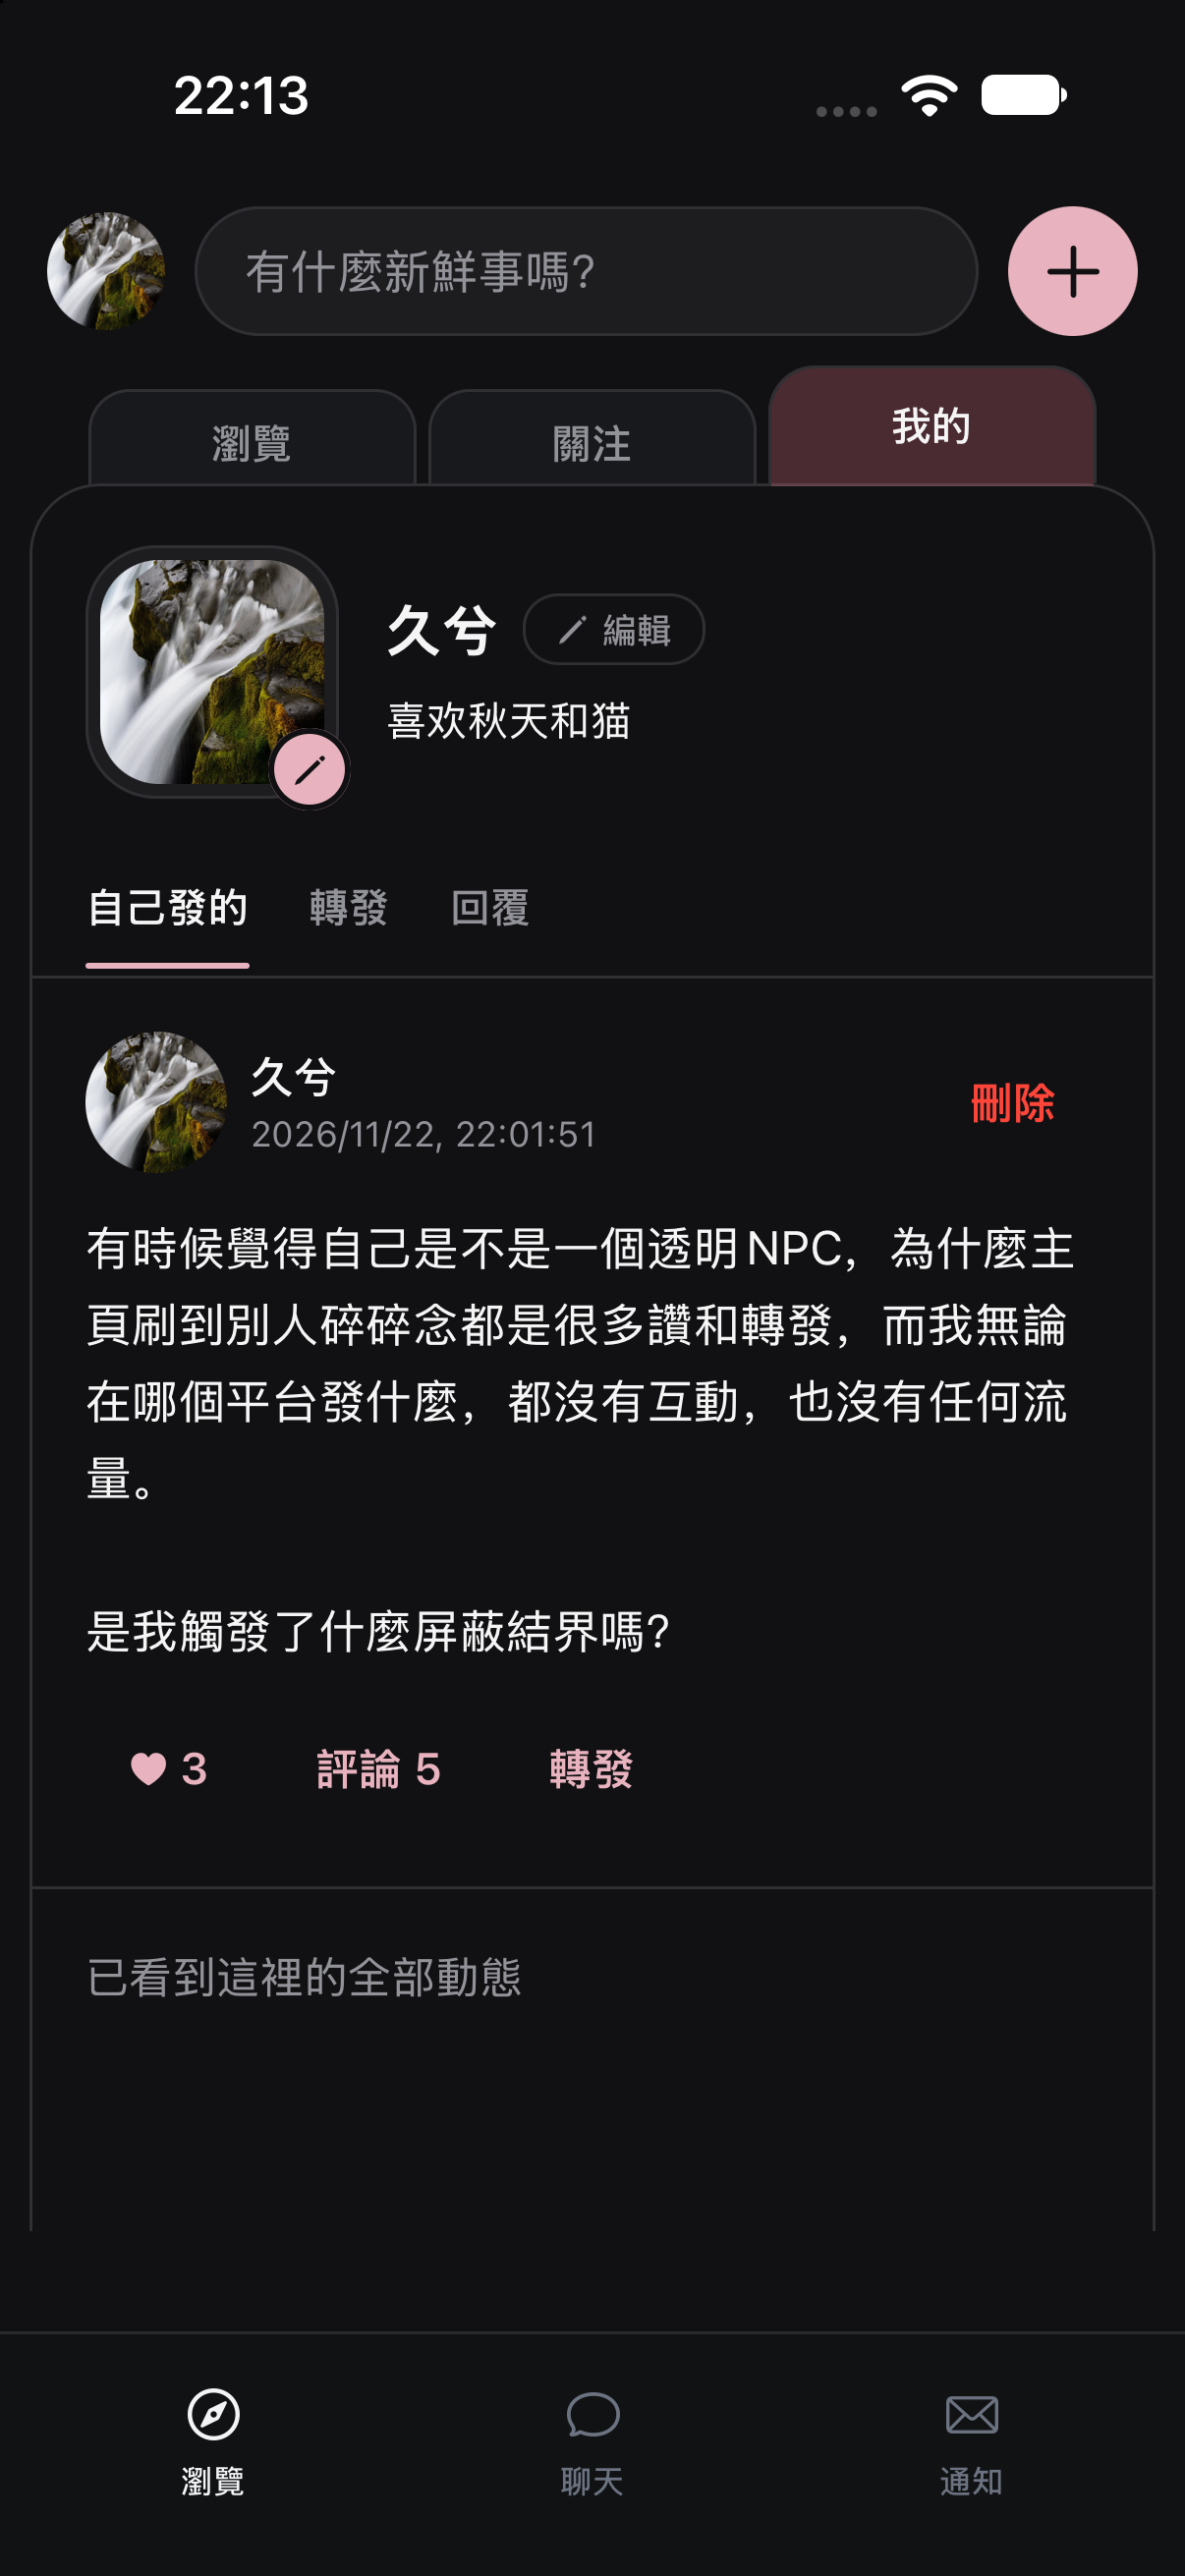 22:13
有什麼新鮮事嗎?
瀏覽
關注
我的
久兮
編輯
喜欢秋天和猫
自己發的
轉發
回覆
久兮
2026/11/22, 22:01:51
刪除
有時候覺得自己是不是一個透明NPC，為什麼主
頁刷到別人碎碎念都是很多讚和轉發，而我無論
在哪個平台發什麼，都沒有互動，也沒有任何流
量。
是我觸發了什麼屏蔽結界嗎?
3
評論 5
轉發
已看到這裡的全部動態
瀏覽
聊天
通知